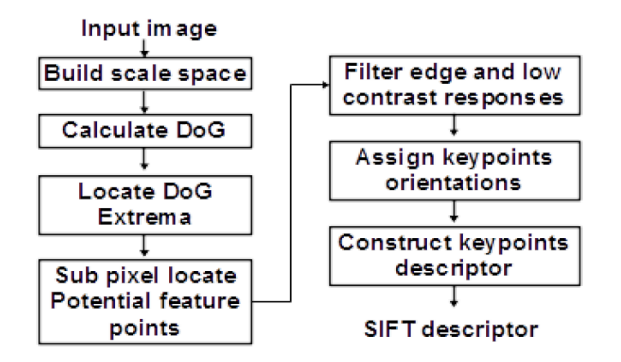 Input image
Build scale space
Calculate DoG
Locate DoG
Extrema
Sub pixel locate
Potential feature
points
Filter edge and low
contrast responses
Assign keypoints
orientations
Construct keypoints
descriptor
SIFT descriptor